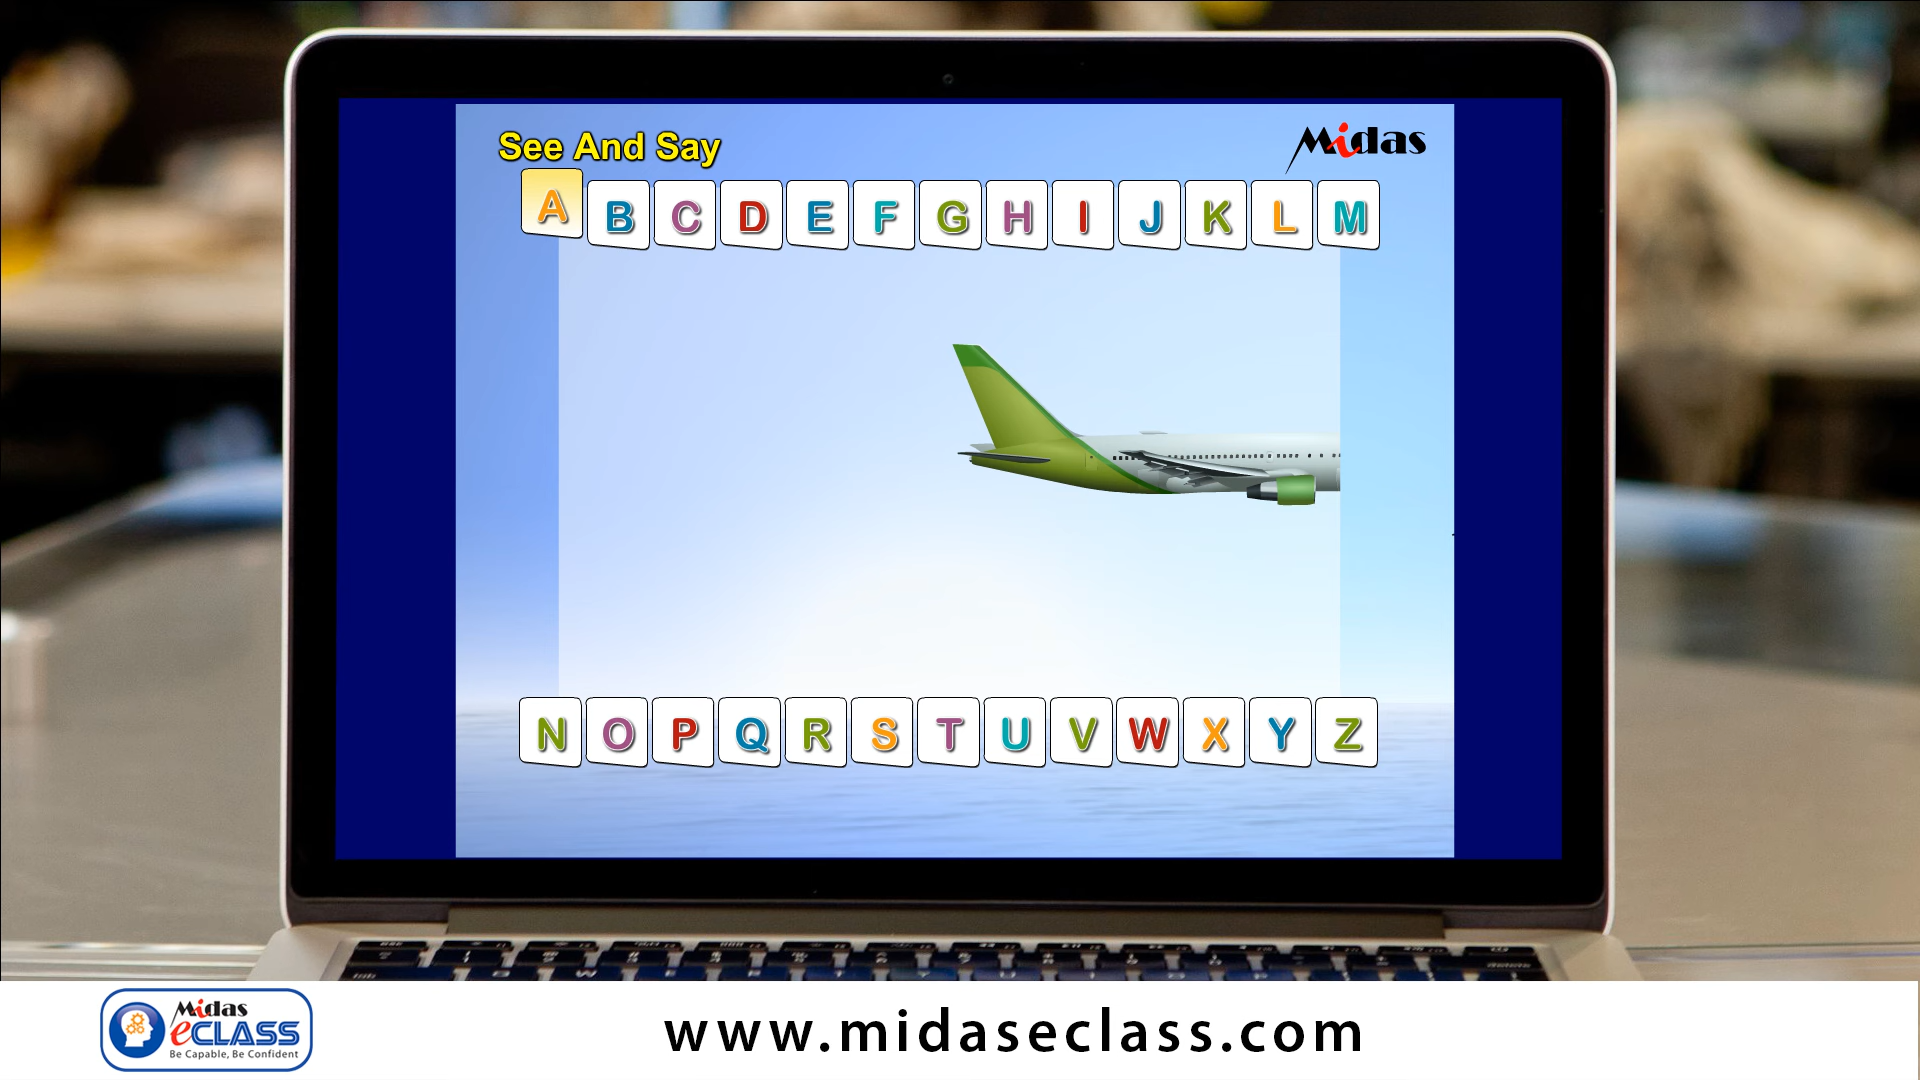 See And Say
Midas
A B C D E F G H I J K L M
N O P Q R S T U V W X Y Z
Midas
eCLASS
Be Capable, Be Confident
www.midaseclass.com